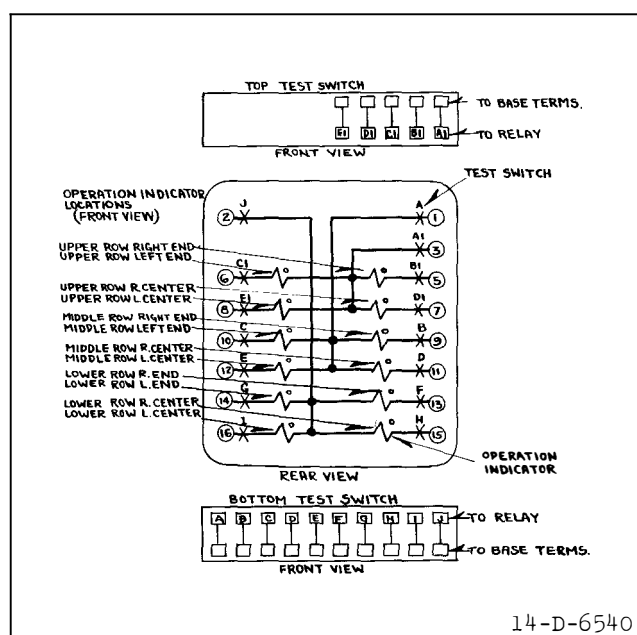 TOP TEST SWITCH
TO BASE TERMS.
E1 D1 C1 B1 A1
TO RELAY
FRONT VIEW
TEST SWITCH
OPERATION INDICATOR
LOCATIONS
(FRONT VIEW)
J
A
2
1
A1
3
UPPER ROW RIGHT END
UPPER ROW LEFT END
C1
B1
6
5
UPPER ROW R.CENTER
UPPER ROW L.CENTER
E1
D1
8
7
MIDDLE ROW RIGHT END
MIDDLE ROW LEFT END
C
B
10
9
MIDDLE ROW R.CENTER
MIDDLE ROW L.CENTER
E
D
12
11
LOWER ROW R.END
LOWER ROW L.END
G
F
14
13
LOWER ROW R.CENTER
LOWER ROW L.CENTER
I
H
16
15
OPERATION
INDICATOR
REAR VIEW
BOTTOM TEST SWITCH
A B C D E F G H I J
TO RELAY
TO BASE TERMS.
FRONT VIEW
14-D-6540